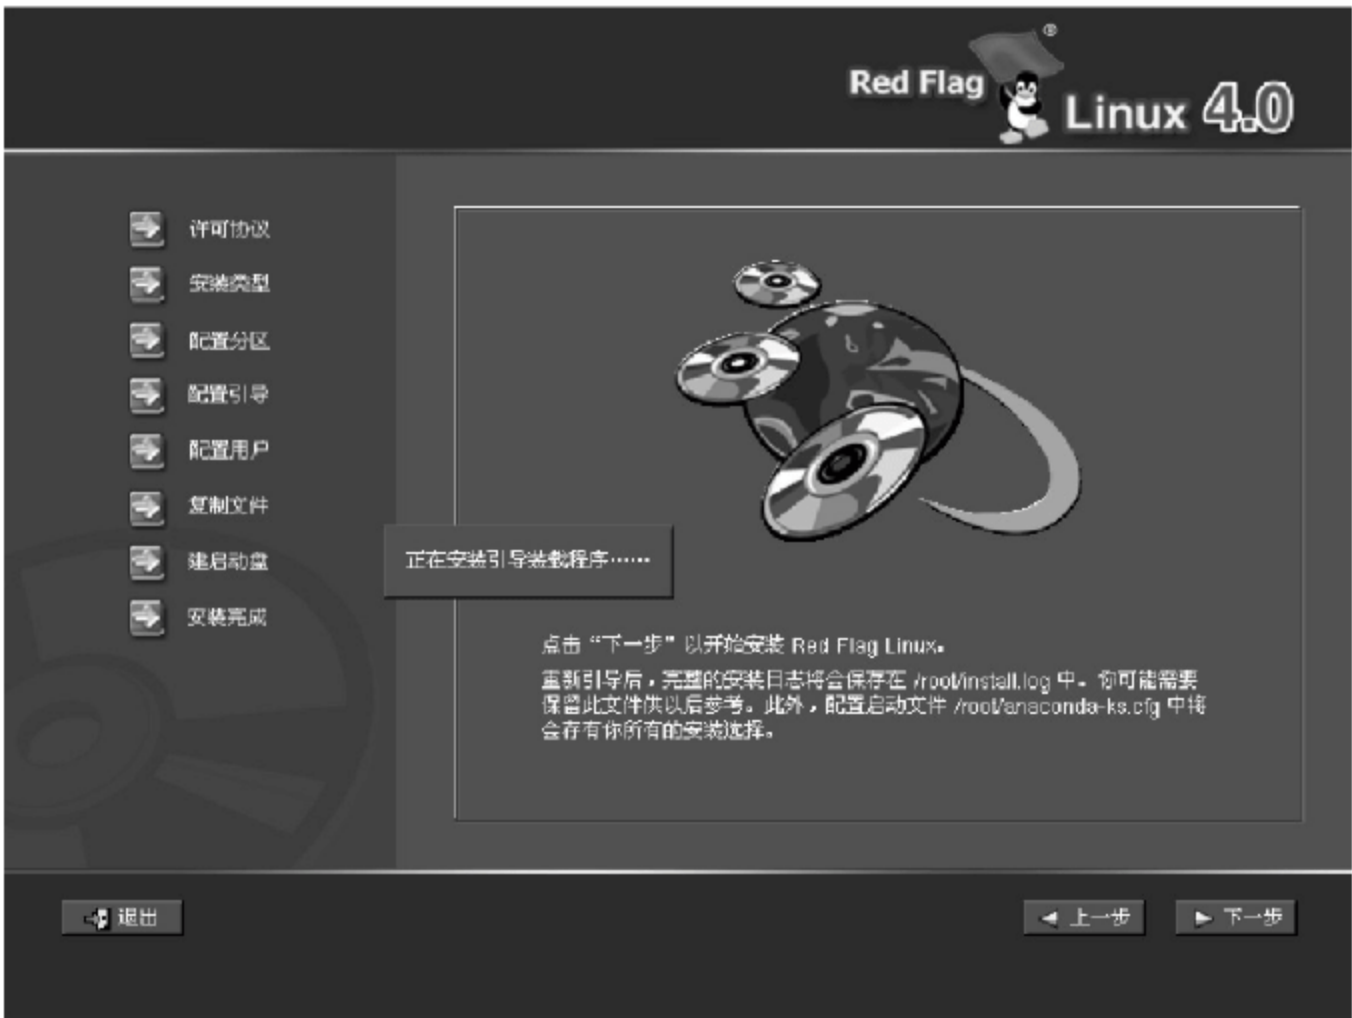 ®
Red Flag
Linux 4.0
许可协议
安装类型
配置分区
配置引导
配置用户
复制文件
建启动盘
安装完成
正在安装引导装载程序······
点击“下一步”以开始安装 Red Flag Linux。
重新引导后，完整的安装日志将会保存在 /root/install.log 中。你可能需要
保留此文件供以后参考。此外，配置启动文件 /root/anaconda-ks.cfg 中将
会存有你所有的安装选择。
退出
上一步
下一步